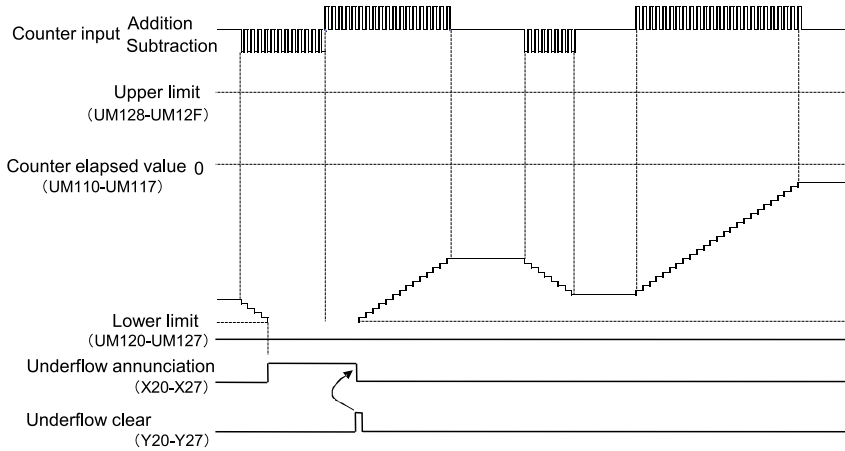 Counter input Addition
Subtraction
Upper limit
(UM128-UM12F)
Counter elapsed value 0
(UM110-UM117)
Lower limit
(UM120-UM127)
Underflow annunciation
(X20-X27)
Underflow clear
(Y20-Y27)